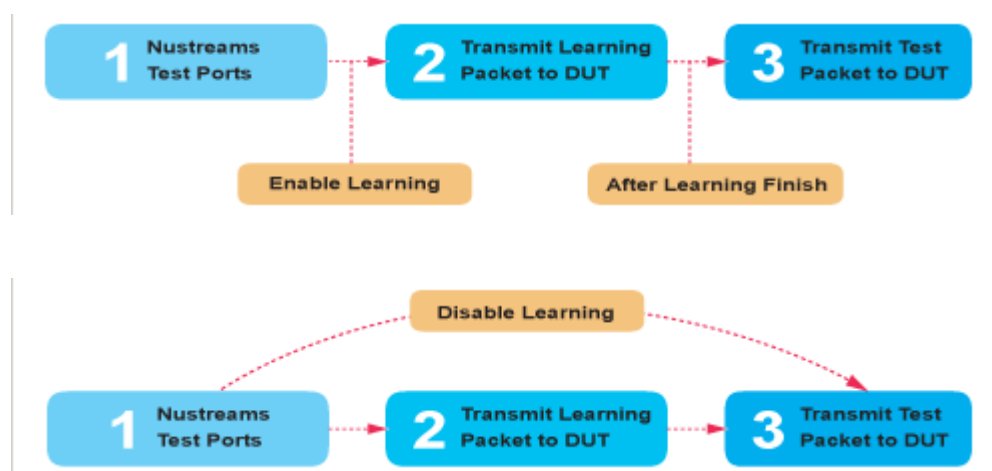 1 Nustreams
Test Ports
2 Transmit Learning
Packet to DUT
3 Transmit Test
Packet to DUT
Enable Learning
After Learning Finish
Disable Learning
1 Nustreams
Test Ports
2 Transmit Learning
Packet to DUT
3 Transmit Test
Packet to DUT